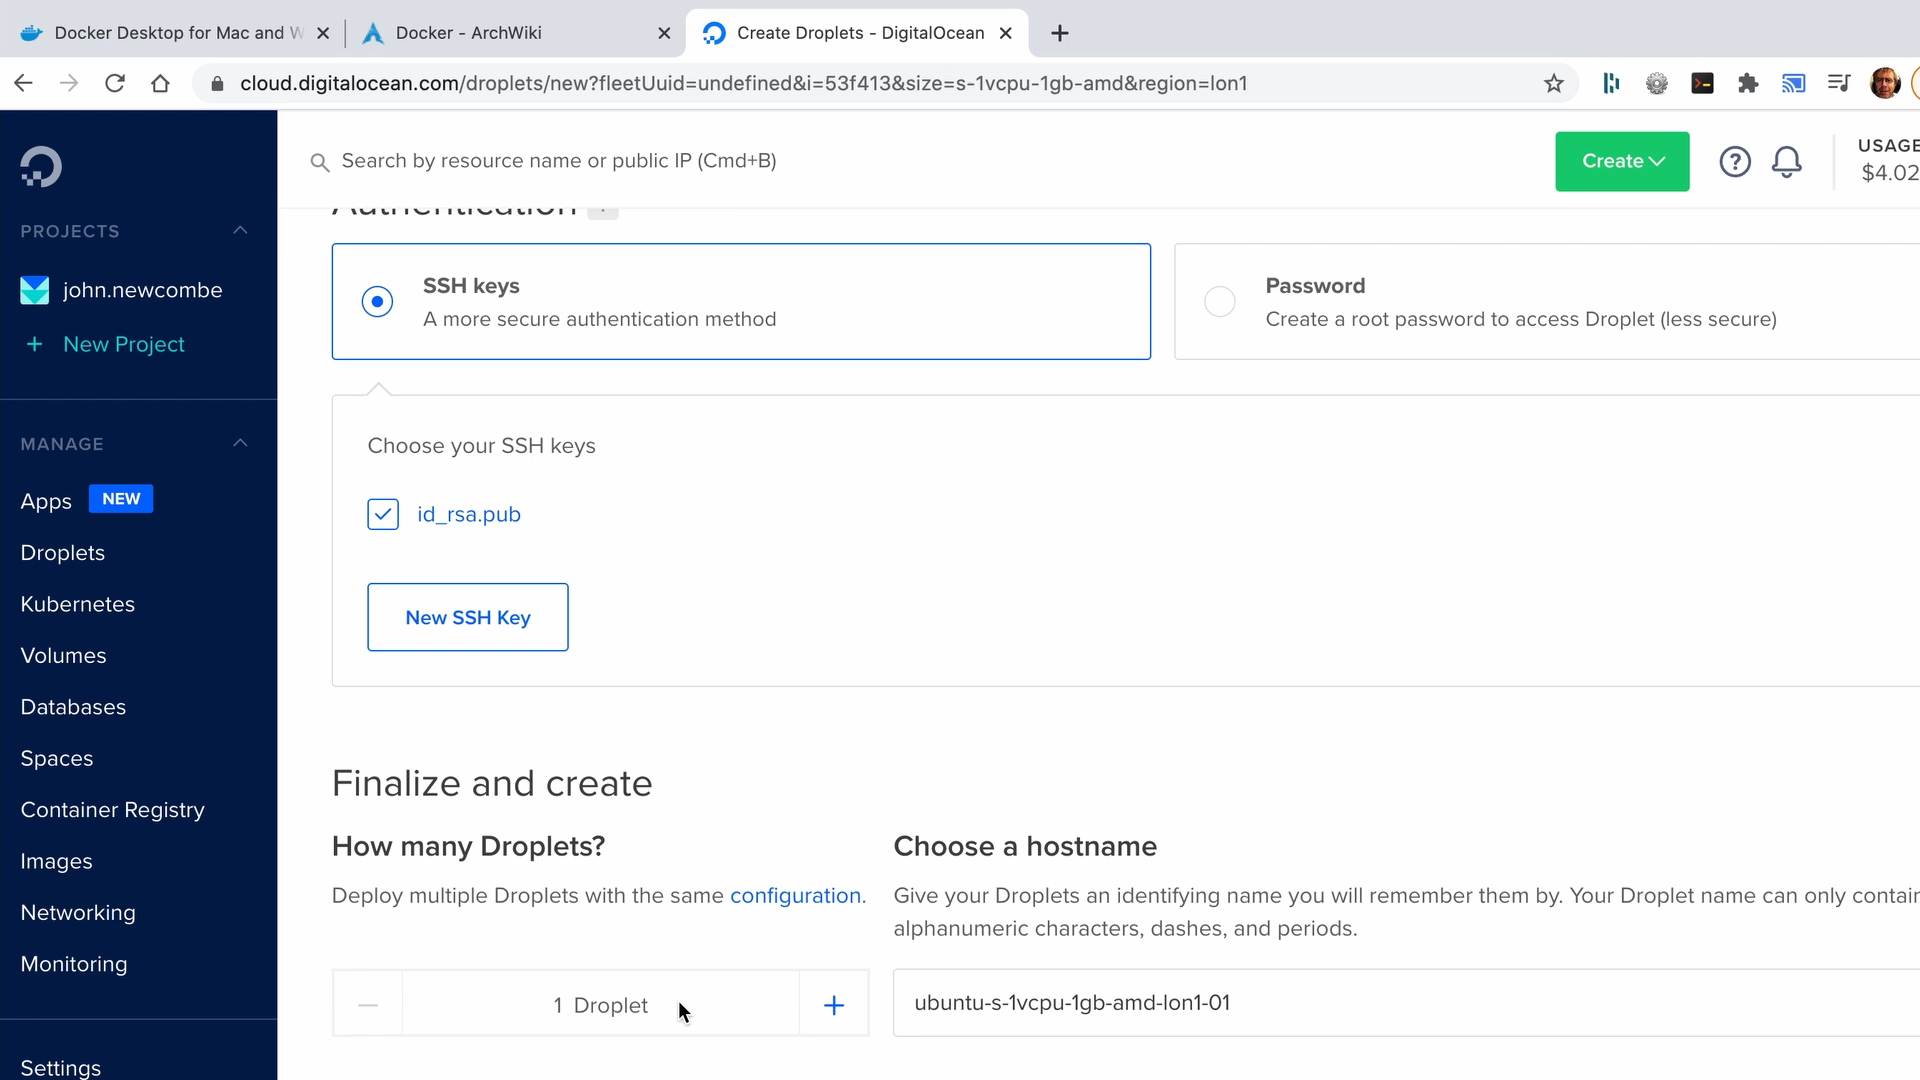 Docker Desktop for Mac and W
Docker - ArchWiki
Create Droplets - DigitalOcean
cloud.digitalocean.com/droplets/new?fleetUuid=undefined&i=53f413&size=s-1vcpu-1gb-amd&region=lon1
Search by resource name or public IP (Cmd+B)
Create
USAGE
$4.02
PROJECTS
john.newcombe
+ New Project
MANAGE
Apps NEW
Droplets
Kubernetes
Volumes
Databases
Spaces
Container Registry
Images
Networking
Monitoring
Settings
Authentication
SSH keys
A more secure authentication method
Password
Create a root password to access Droplet (less secure)
Choose your SSH keys
id_rsa.pub
New SSH Key
Finalize and create
How many Droplets?
Deploy multiple Droplets with the same configuration.
1 Droplet
Choose a hostname
Give your Droplets an identifying name you will remember them by. Your Droplet name can only contain
alphanumeric characters, dashes, and periods.
ubuntu-s-1vcpu-1gb-amd-lon1-01